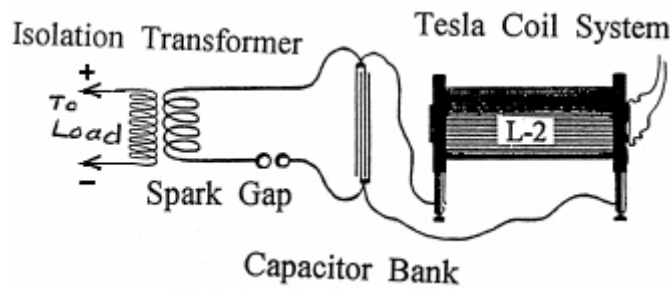 Isolation Transformer
Tesla Coil System
+
To
Load
-
L-2
Spark Gap
Capacitor Bank